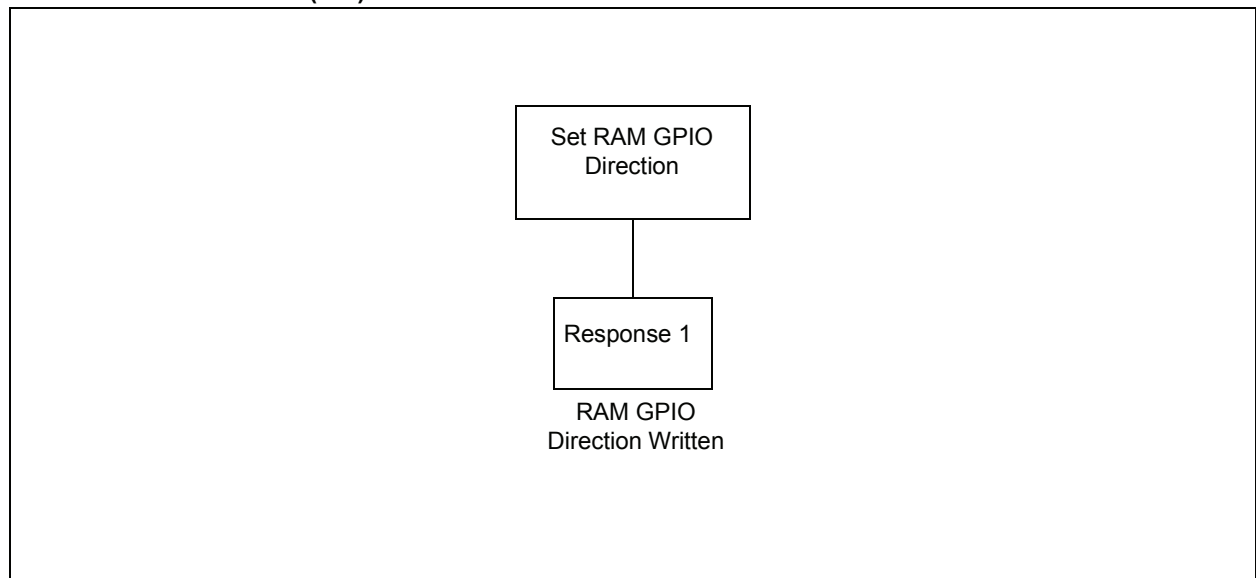 Set RAM GPIO
Direction
Response 1
RAM GPIO
Direction Written